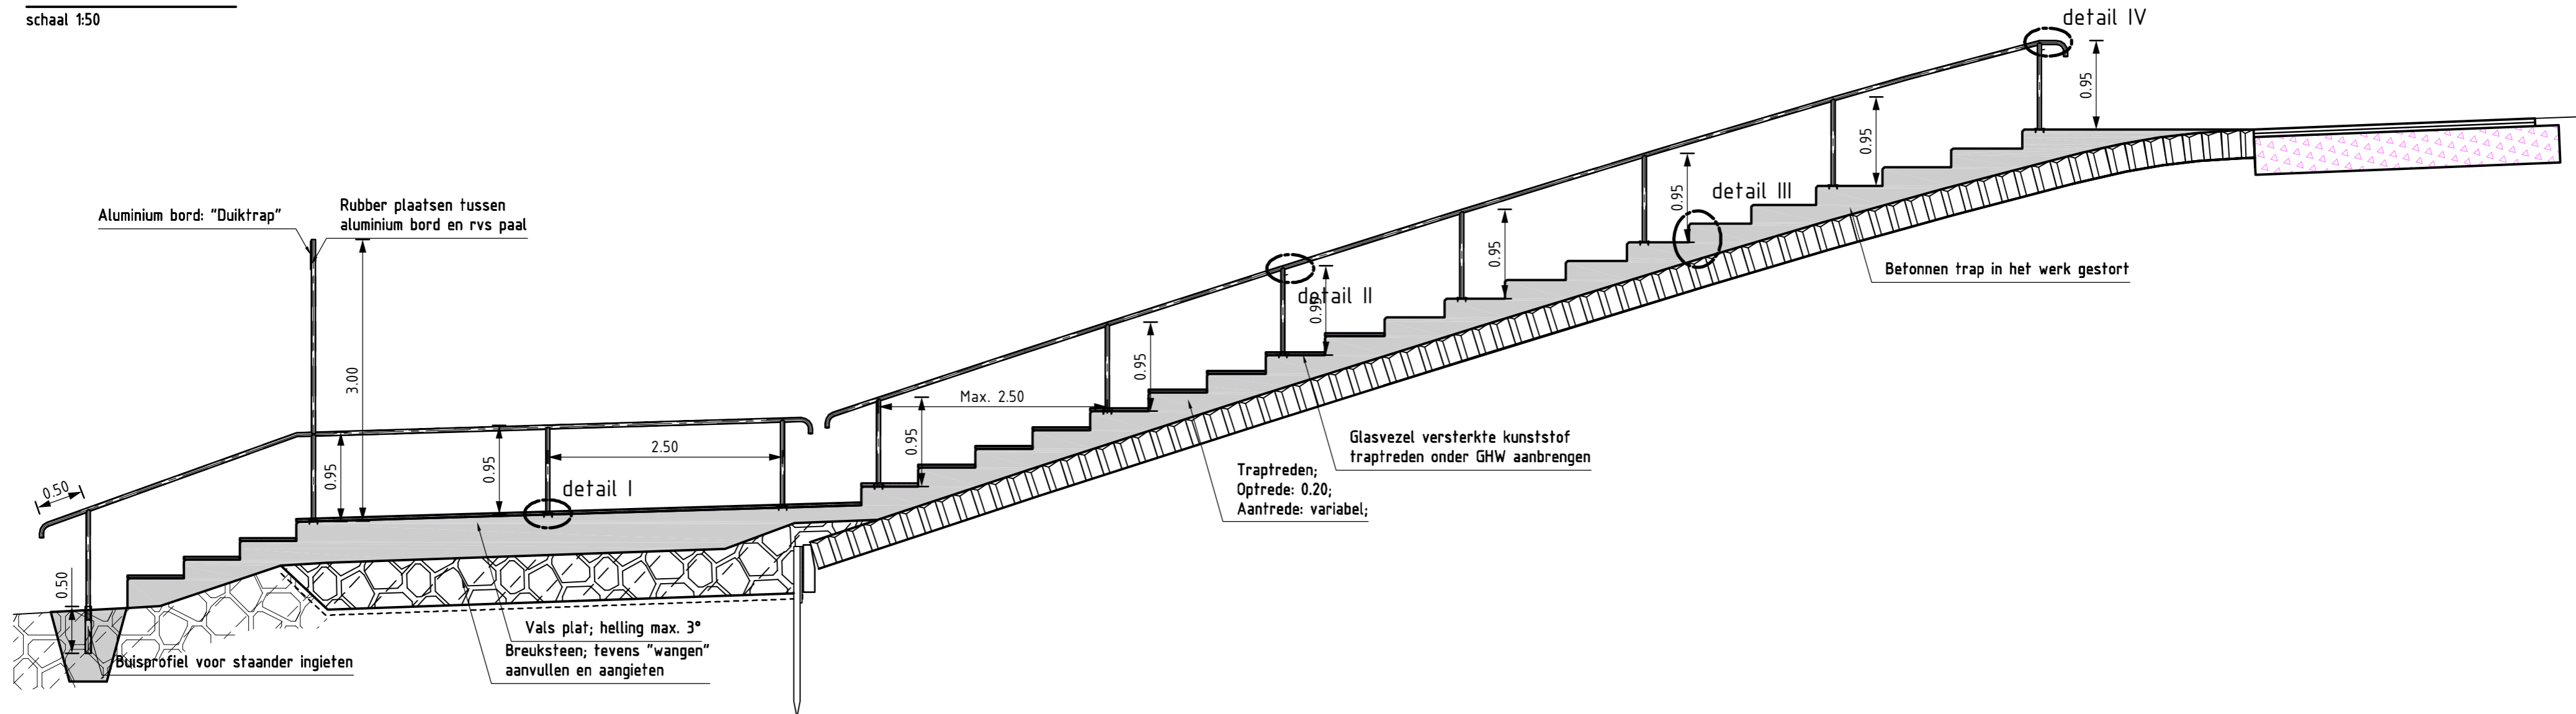 schaal 1:50
detail IV
0.95
0.95
0.95
detail III
Aluminium bord: "Duiktrap"
Rubber plaatsen tussen
aluminium bord en rvs paal
0.95
Betonnen trap in het werk gestort
detail II
0.95
3.00
0.95
Max. 2.50
0.95
Glasvezel versterkte kunststof
traptreden onder GHW aanbrengen
2.50
0.95
0.95
Traptreden;
Optrede: 0.20;
Aantrede: variabel;
0.50
detail I
0.50
Vals plat; helling max. 3°
Breuksteen; tevens "wangen"
aanvullen en aangieten
Buisprofiel voor staander ingieten